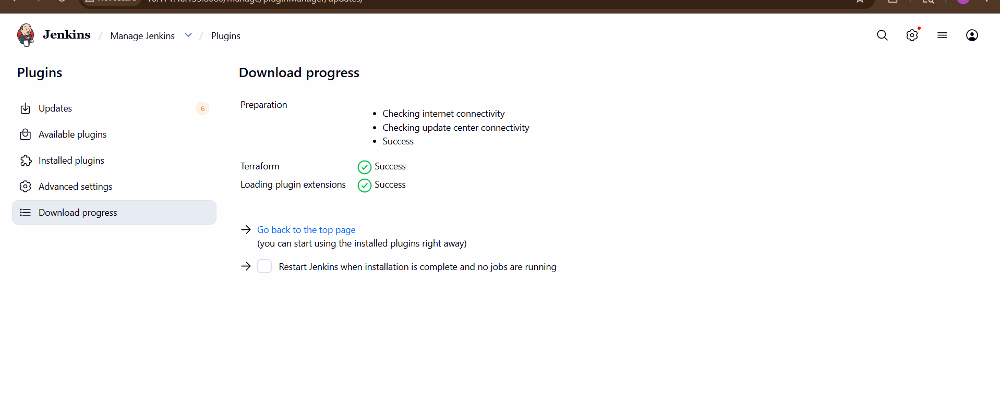 Jenkins / Manage Jenkins / Plugins
Plugins
Updates 6
Available plugins
Installed plugins
Advanced settings
Download progress
Download progress
Preparation
Checking internet connectivity
Checking update center connectivity
Success
Terraform Success
Loading plugin extensions Success
Go back to the top page
(you can start using the installed plugins right away)
Restart Jenkins when installation is complete and no jobs are running